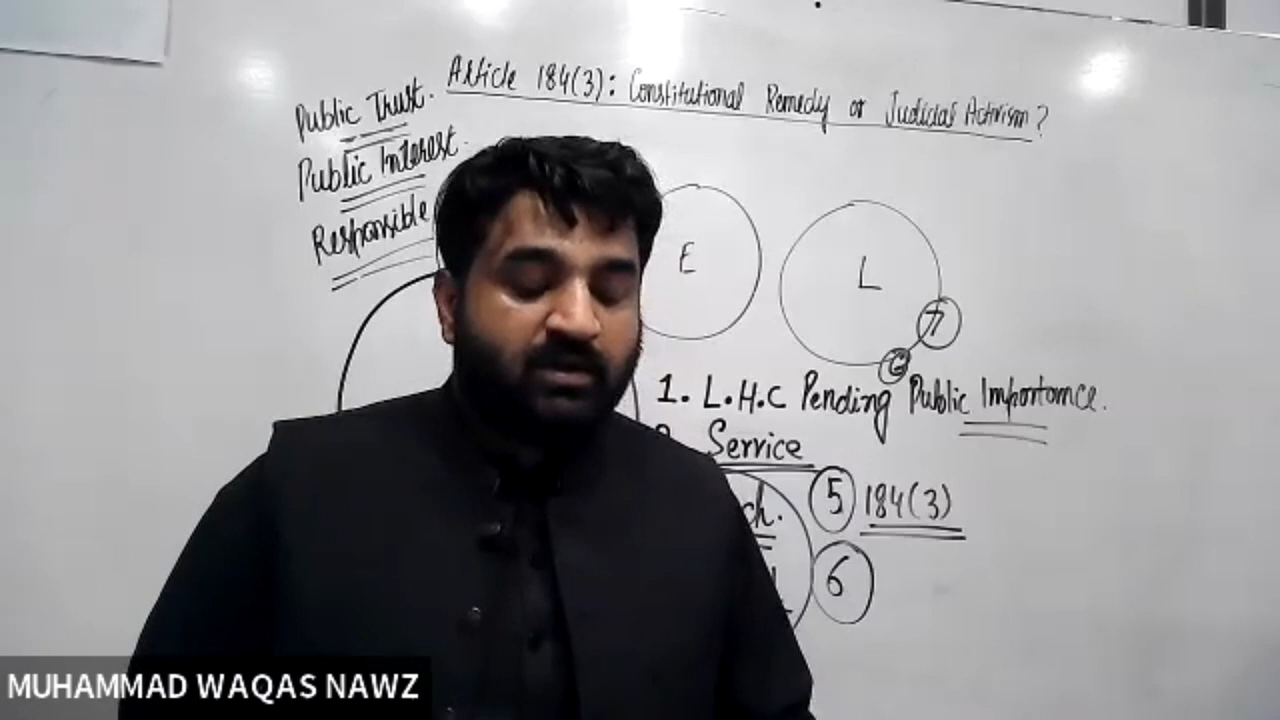 Article 184(3): Constitutional Remedy or Judicial Activism?
Public Trust.
Public Interest.
Responsible
E
L
7
6
1. L.H.C Pending Public Importance.
Service
ch.
5 184(3)
6
MUHAMMAD WAQAS NAWZ